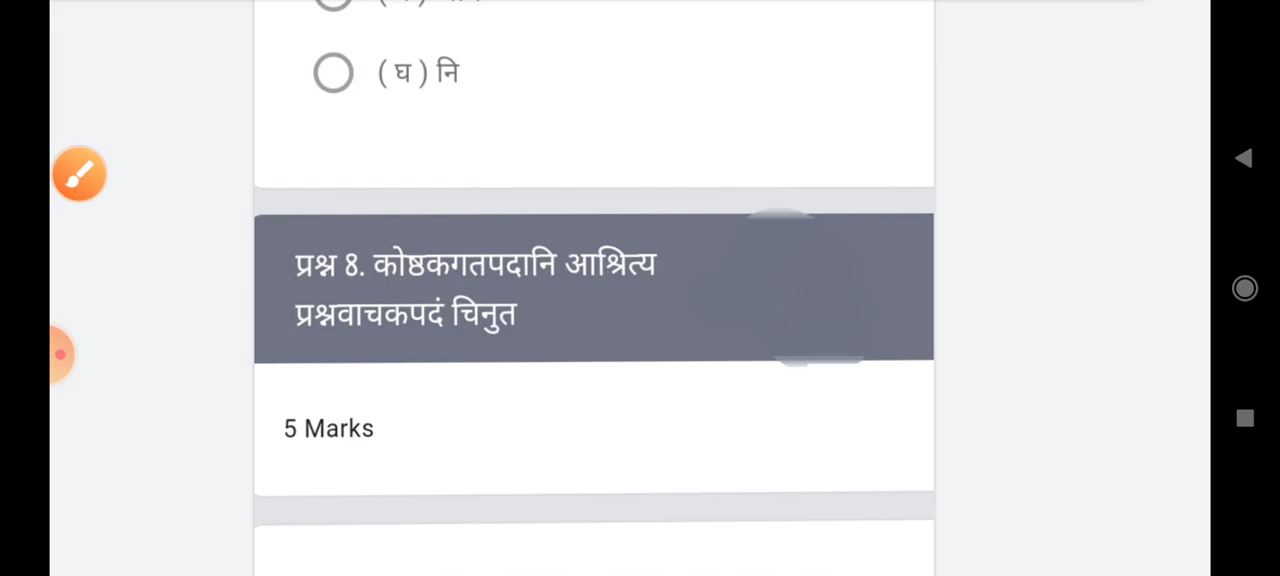 ( घ ) नि
प्रश्न 8. कोष्ठकगतपदानि आश्रित्य
प्रश्नवाचकपदं चिनुत
5 Marks